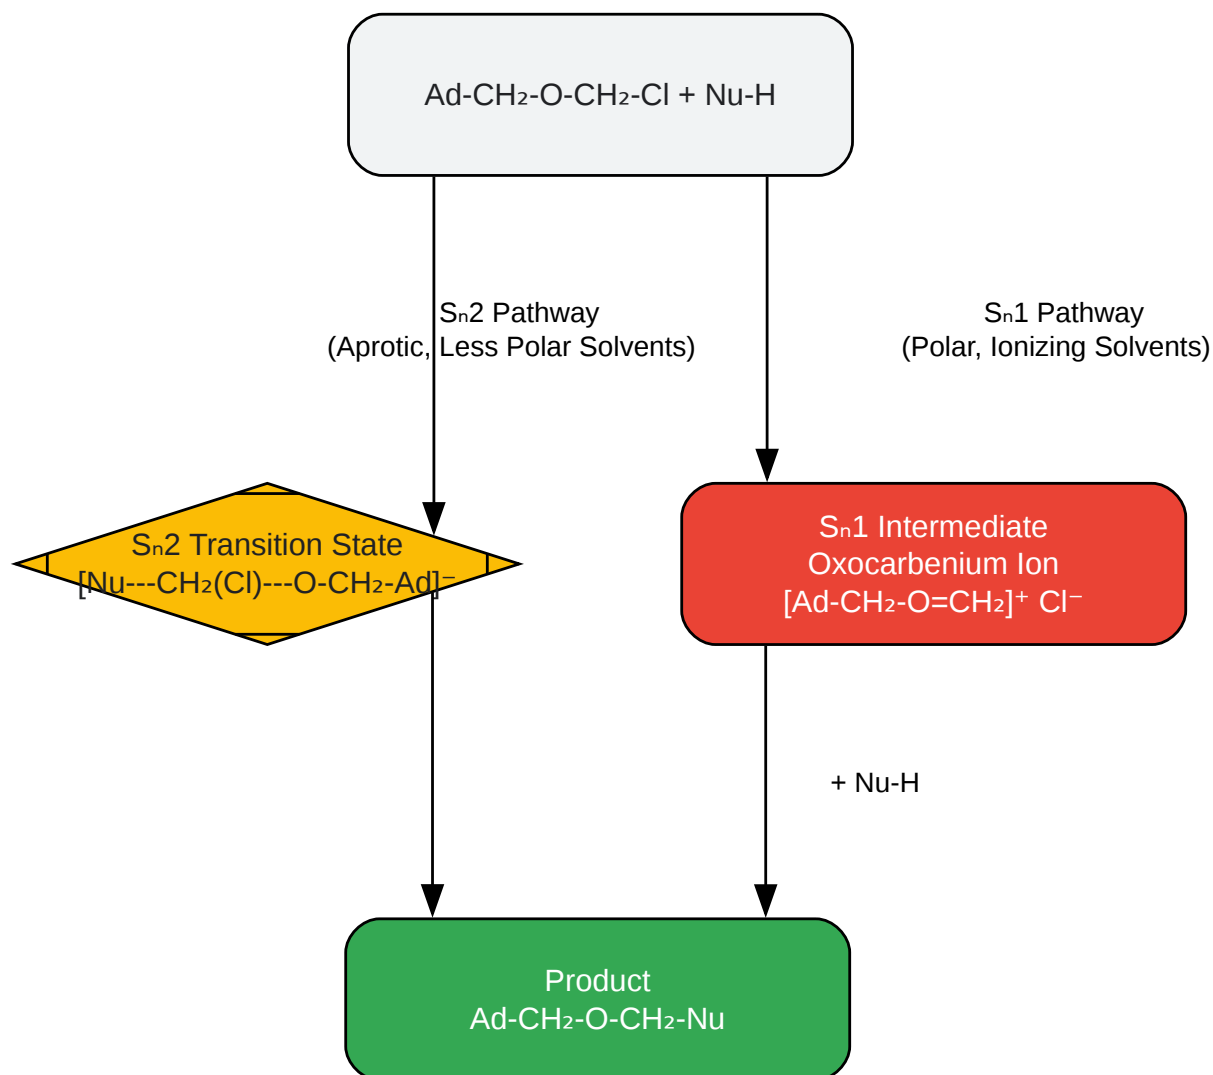 Ad-CH₂-O-CH₂-Cl + Nu-H
Sₙ2 Pathway
(Aprotic, Less Polar Solvents)
Sₙ1 Pathway
(Polar, Ionizing Solvents)
Sₙ2 Transition State
[Nu---CH₂(Cl)---O-CH₂-Ad]⁻
Sₙ1 Intermediate
Oxocarbenium Ion
[Ad-CH₂-O=CH₂]⁺ Cl⁻
+ Nu-H
Product
Ad-CH₂-O-CH₂-Nu